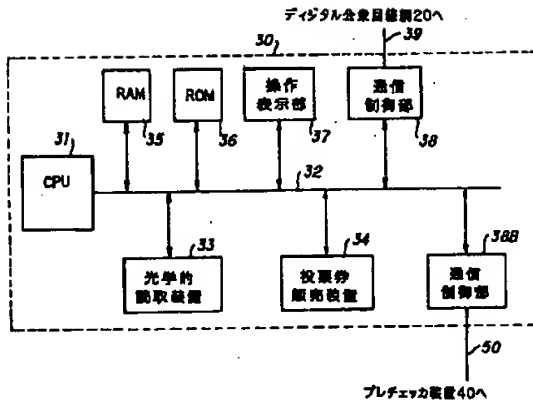 ディジタル公衆回線網20へ
39
30
RAM
35
ROM
36
操作
表示部
37
通信
制御部
38
31
CPU
32
33
光学的
読取装置
34
投票券
販売装置
38B
通信
制御部
50
プレチェッカ装置40へ